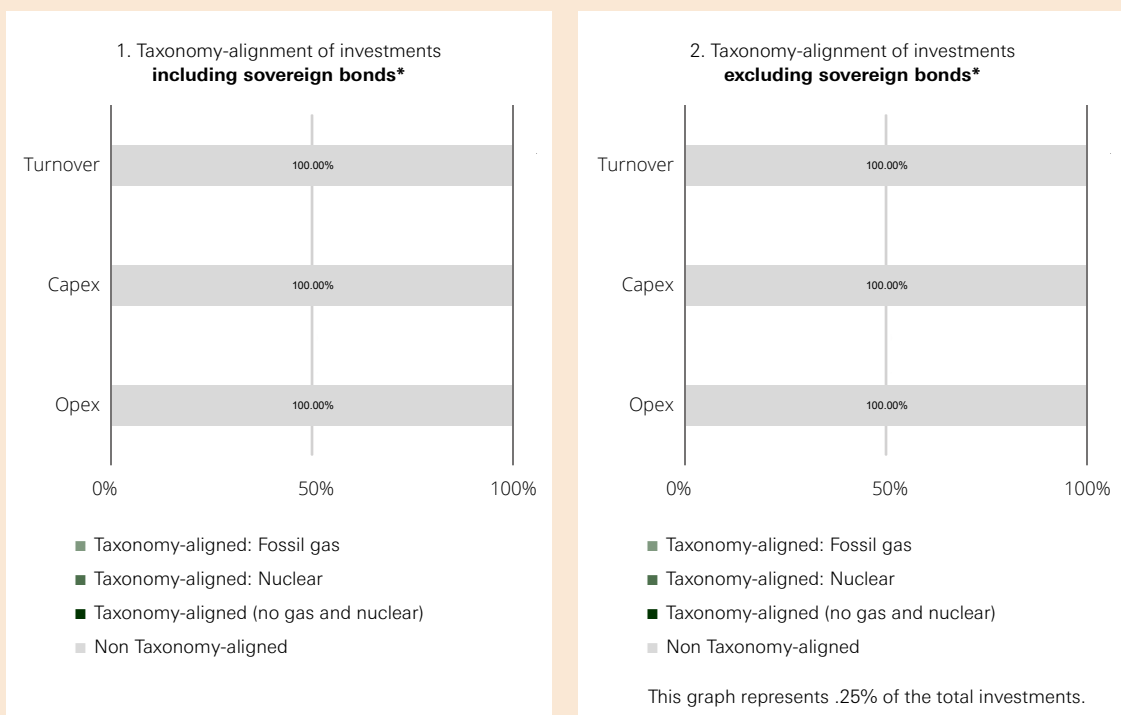 1. Taxonomy-alignment of investments
including sovereign bonds*
Turnover
100.00%
Capex
100.00%
Opex
100.00%
0%
50%
100%
Taxonomy-aligned: Fossil gas
Taxonomy-aligned: Nuclear
Taxonomy-aligned (no gas and nuclear)
Non Taxonomy-aligned
2. Taxonomy-alignment of investments
excluding sovereign bonds*
Turnover
100.00%
Capex
100.00%
Opex
100.00%
0%
50%
100%
Taxonomy-aligned: Fossil gas
Taxonomy-aligned: Nuclear
Taxonomy-aligned (no gas and nuclear)
Non Taxonomy-aligned
This graph represents .25% of the total investments.